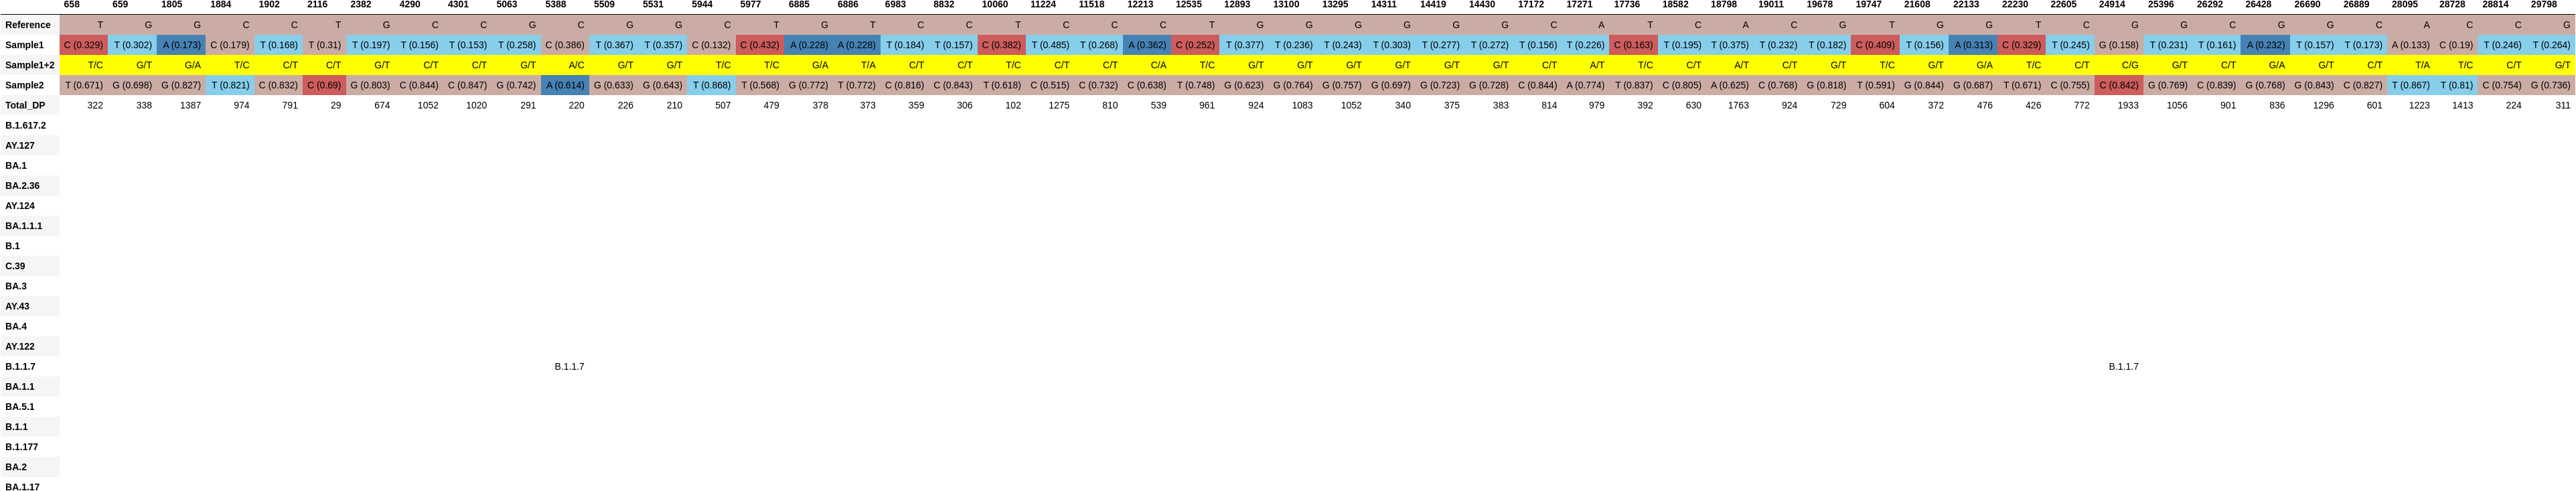 658 659 1805 1884 1902 2116 2382 4290 4301 5063 5388 5509 5531 5944 5977 6885 6886 6983 8832 10060 11224 11518 12213 12535 12893 13100 13295 14311 14419 14430 17172 17271 17736 18582 18798 19011 19678 19747 21608 22133 22230 22605 24914 25396 26292 26428 26690 26889 28095 28728 28814 29798
Reference T G G C C T G C C G C G G C T G T C C T C C C T G G G G G G C A T C A C G T G G T C G G C G G C A C C G
Sample1 C (0.329) T (0.302) A (0.173) C (0.179) T (0.168) T (0.31) T (0.197) T (0.156) T (0.153) T (0.258) C (0.386) T (0.367) T (0.357) C (0.132) C (0.432) A (0.228) A (0.228) T (0.184) T (0.157) C (0.382) T (0.485) T (0.268) A (0.362) C (0.252) T (0.377) T (0.236) T (0.243) T (0.303) T (0.277) T (0.272) T (0.156) T (0.226) C (0.163) T (0.195) T (0.375) T (0.232) T (0.182) C (0.409) T (0.156) A (0.313) C (0.329) T (0.245) G (0.158) T (0.231) T (0.161) A (0.232) T (0.157) T (0.173) A (0.133) C (0.19) T (0.246) T (0.264)
Sample1+2 T/C G/T G/A T/C C/T C/T G/T C/T C/T G/T A/C G/T G/T T/C T/C G/A T/A C/T C/T T/C C/T C/T C/A T/C G/T G/T G/T G/T G/T G/T C/T A/T T/C C/T A/T C/T G/T T/C G/T G/A T/C C/T C/G G/T C/T G/A G/T C/T T/A T/C C/T G/T
Sample2 T (0.671) G (0.698) G (0.827) T (0.821) C (0.832) C (0.69) G (0.803) C (0.844) C (0.847) G (0.742) A (0.614) G (0.633) G (0.643) T (0.868) T (0.568) G (0.772) T (0.772) C (0.816) C (0.843) T (0.618) C (0.515) C (0.732) C (0.638) T (0.748) G (0.623) G (0.764) G (0.757) G (0.697) G (0.723) G (0.728) C (0.844) A (0.774) T (0.837) C (0.805) A (0.625) C (0.768) G (0.818) T (0.591) G (0.844) G (0.687) T (0.671) C (0.755) C (0.842) G (0.769) C (0.839) G (0.768) G (0.843) C (0.827) T (0.867) T (0.81) C (0.754) G (0.736)
Total_DP 322 338 1387 974 791 29 674 1052 1020 291 220 226 210 507 479 378 373 359 306 102 1275 810 539 961 924 1083 1052 340 375 383 814 979 392 630 1763 924 729 604 372 476 426 772 1933 1056 901 836 1296 601 1223 1413 224 311
B.1.617.2
AY.127
BA.1
BA.2.36
AY.124
BA.1.1.1
B.1
C.39
BA.3
AY.43
BA.4
AY.122
B.1.1.7 B.1.1.7 B.1.1.7
BA.1.1
BA.5.1
B.1.1
B.1.177
BA.2
BA.1.17